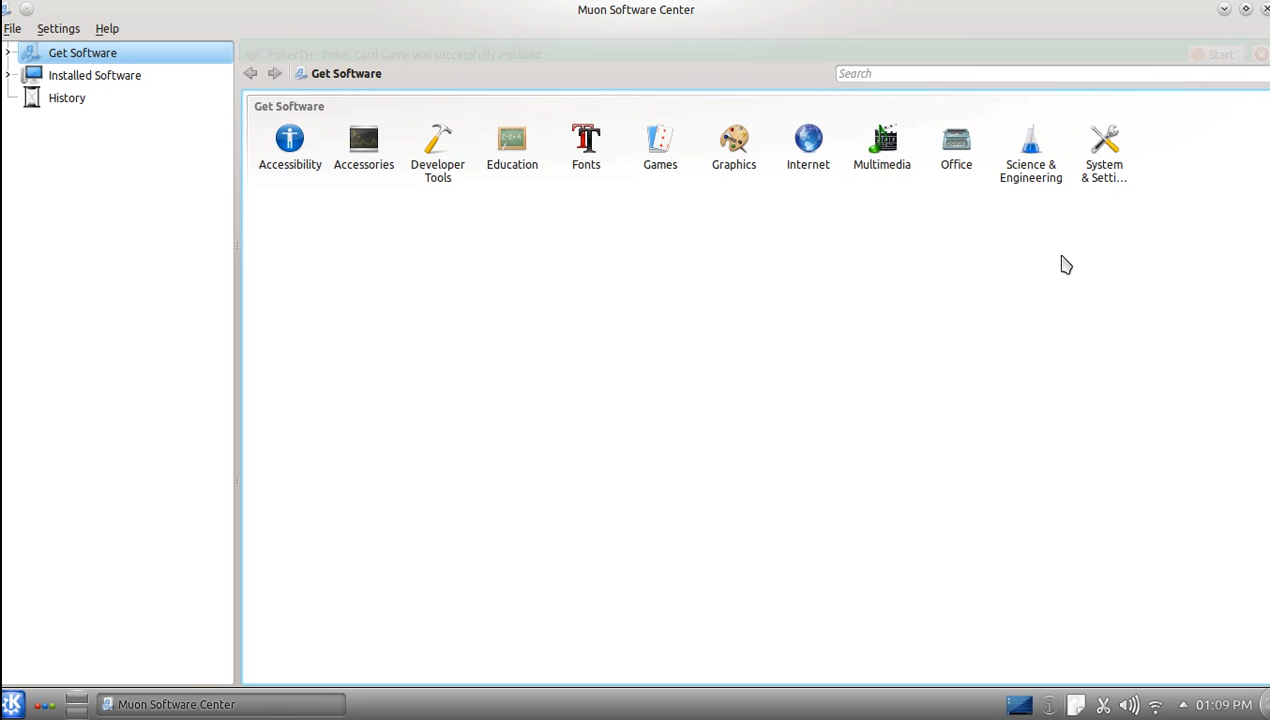 Muon Software Center
File Settings Help
Get Software
Installed Software
History
PokerTH - Poker Card Game was successfully installed
Start
Get Software
Search
Get Software
Accessibility
Accessories
Developer
Tools
Education
Fonts
Games
Graphics
Internet
Multimedia
Office
Science &
Engineering
System
& Setti...
Muon Software Center
01:09 PM